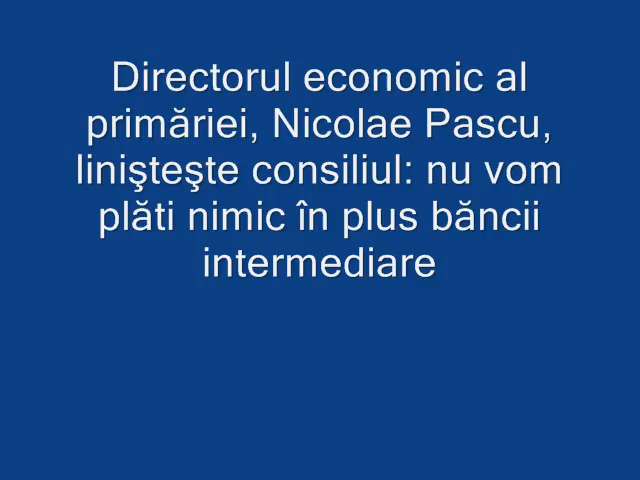 Directorul economic al
primăriei, Nicolae Pascu,
linişteşte consiliul: nu vom
plăti nimic în plus băncii
intermediare